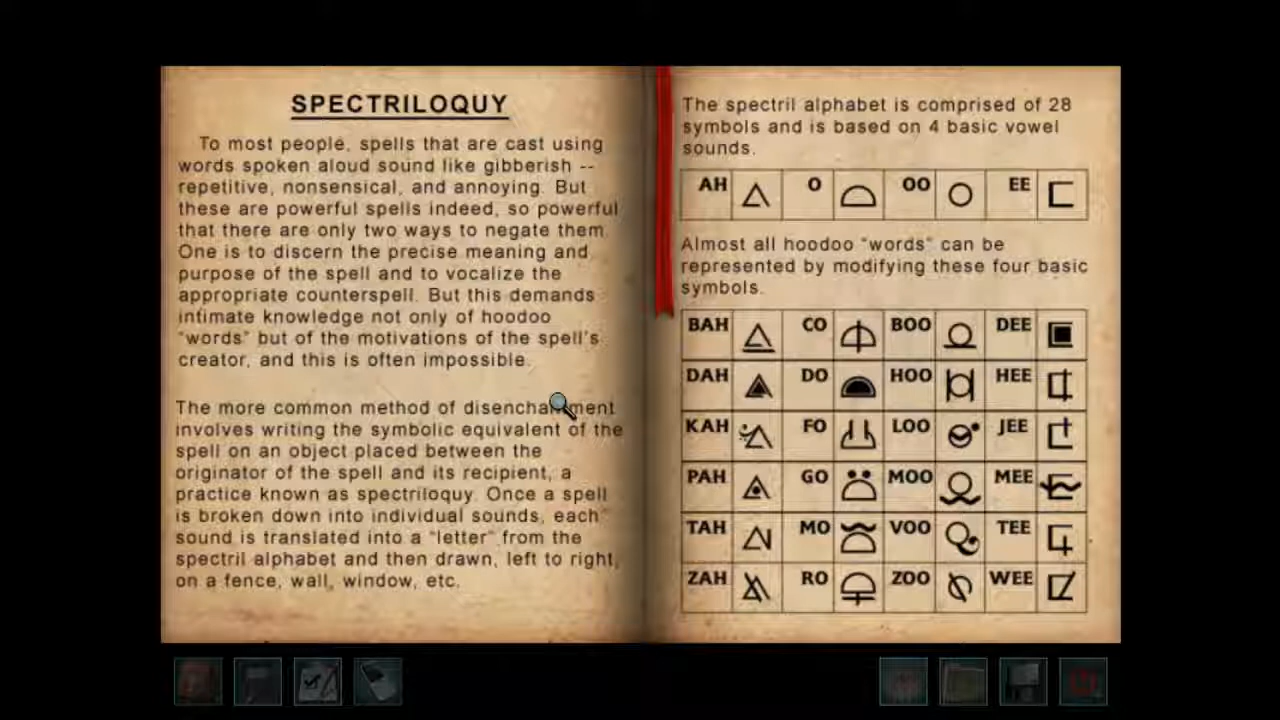 SPECTRILOQUY
To most people, spells that are cast using
words spoken aloud sound like gibberish --
repetitive, nonsensical, and annoying. But
these are powerful spells indeed, so powerful
that there are only two ways to negate them.
One is to discern the precise meaning and
purpose of the spell and to vocalize the
appropriate counterspell. But this demands
intimate knowledge not only of hoodoo
"words" but of the motivations of the spell's
creator, and this is often impossible.
The more common method of disenchantment
involves writing the symbolic equivalent of the
spell on an object placed between the
originator of the spell and its recipient, a
practice known as spectriloquy. Once a spell
is broken down into individual sounds, each
sound is translated into a "letter" from the
spectril alphabet and then drawn, left to right,
on a fence, wall, window, etc.
The spectril alphabet is comprised of 28
symbols and is based on 4 basic vowel
sounds.
AH O OO EE
Almost all hoodoo "words" can be
represented by modifying these four basic
symbols.
BAH CO BOO DEE
DAH DO HOO HEE
KAH FO LOO JEE
PAH GO MOO MEE
TAH MO VOO TEE
ZAH RO ZOO WEE